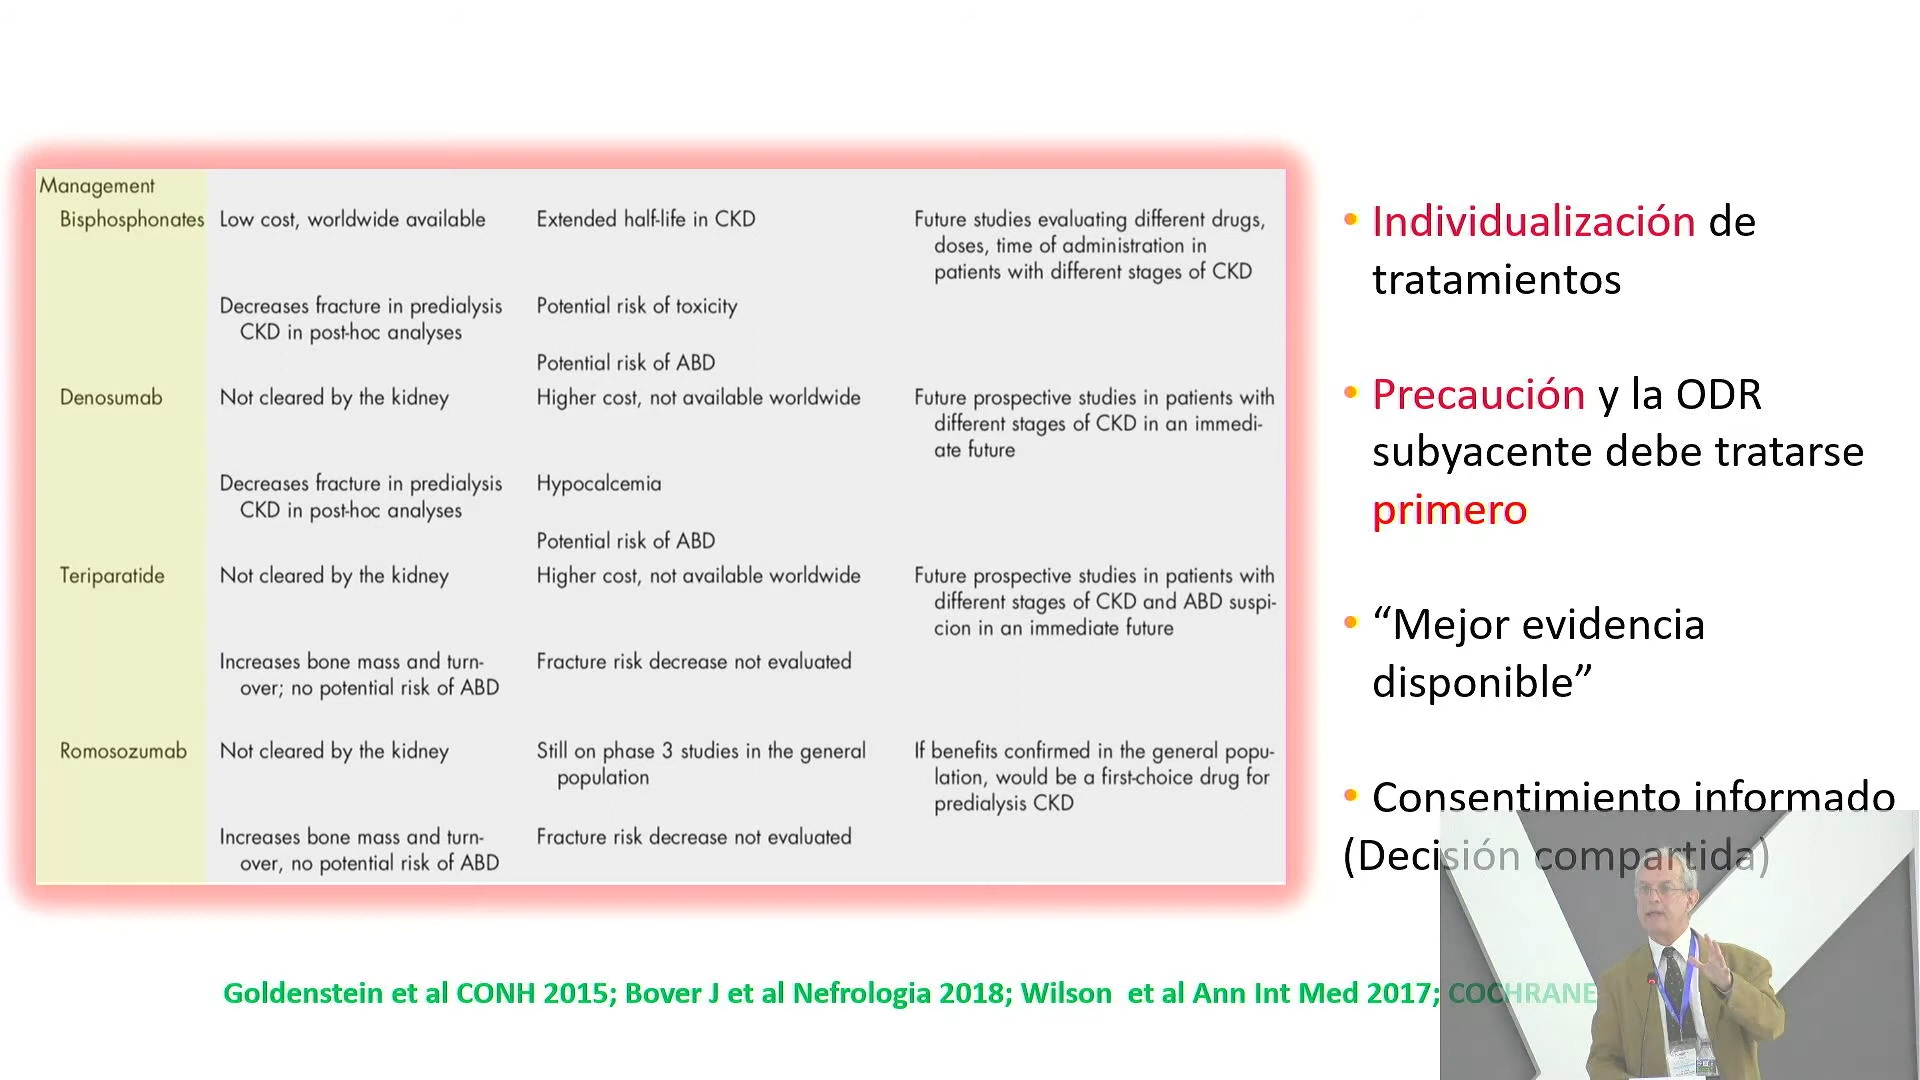 Management
Bisphosphonates Low cost, worldwide available Extended half-life in CKD Future studies evaluating different drugs,
doses, time of administration in
patients with different stages of CKD
Decreases fracture in predialysis Potential risk of toxicity
CKD in post-hoc analyses
Potential risk of ABD
Denosumab Not cleared by the kidney Higher cost, not available worldwide Future prospective studies in patients with
different stages of CKD in an immedi-
ate future
Decreases fracture in predialysis Hypocalcemia
CKD in post-hoc analyses
Potential risk of ABD
Teriparatide Not cleared by the kidney Higher cost, not available worldwide Future prospective studies in patients with
different stages of CKD and ABD suspi-
cion in an immediate future
Increases bone mass and turn- Fracture risk decrease not evaluated
over; no potential risk of ABD
Romosozumab Not cleared by the kidney Still on phase 3 studies in the general If benefits confirmed in the general popu-
population lation, would be a first-choice drug for
predialysis CKD
Increases bone mass and turn- Fracture risk decrease not evaluated
over, no potential risk of ABD
• Individualización de
tratamientos
• Precaución y la ODR
subyacente debe tratarse
primero
• “Mejor evidencia
disponible”
• Consentimiento informado
(Decisión compartida)
Goldenstein et al CONH 2015; Bover J et al Nefrologia 2018; Wilson et al Ann Int Med 2017; COCHRANE